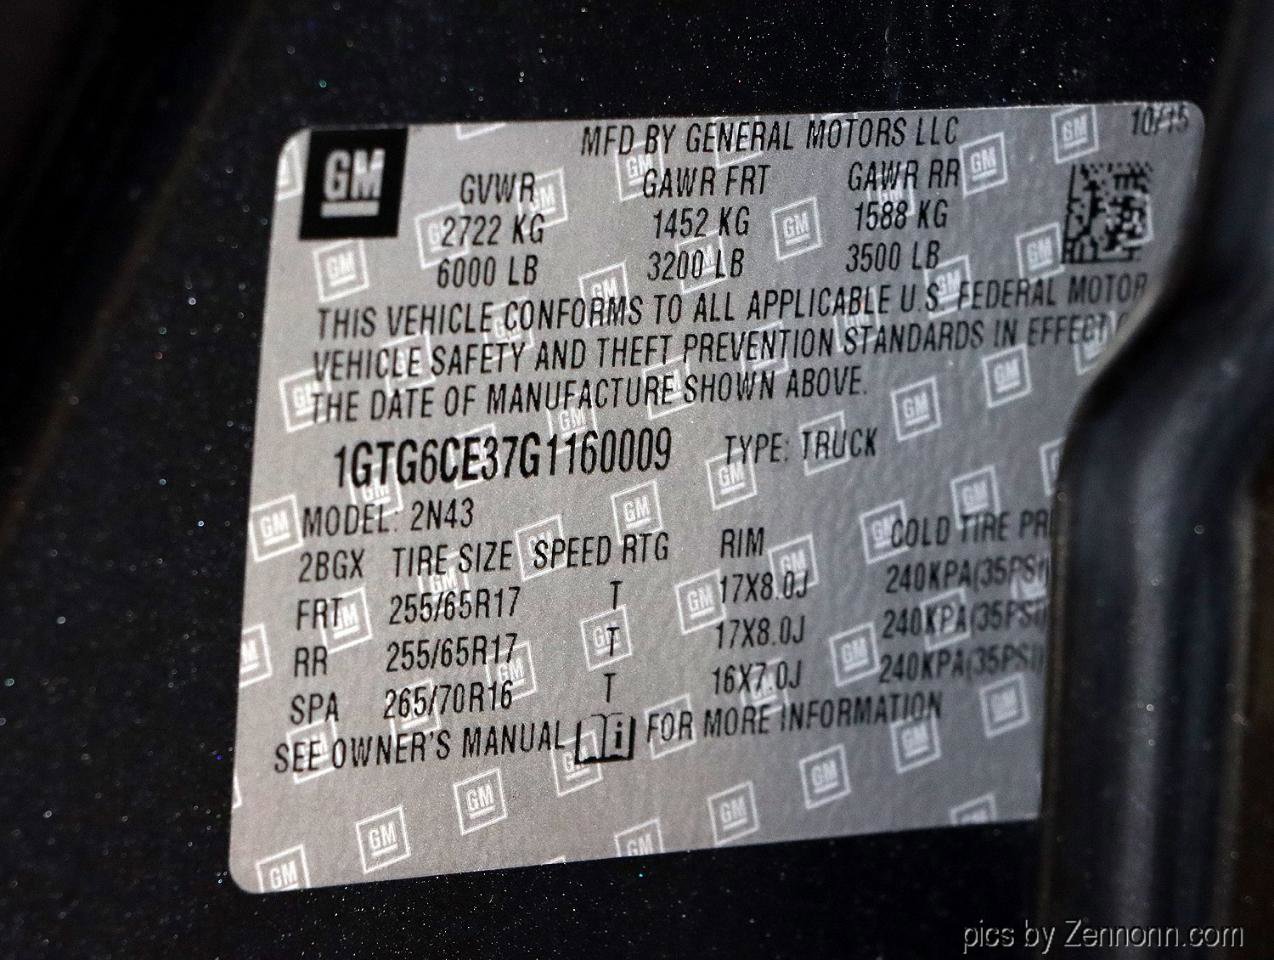 GM
MFD BY GENERAL MOTORS LLC 10/15
GVWR GAWR FRT GAWR RR
2722 KG 1452 KG 1588 KG
6000 LB 3200 LB 3500 LB
THIS VEHICLE CONFORMS TO ALL APPLICABLE U.S. FEDERAL MOTOR
VEHICLE SAFETY AND THEFT PREVENTION STANDARDS IN EFFECT
THE DATE OF MANUFACTURE SHOWN ABOVE.
1GTG6CE37G1160009 TYPE: TRUCK
MODEL: 2N43
2BGX TIRE SIZE SPEED RTG RIM COLD TIRE PR
FRT 255/65R17 T 17X8.0J 240KPA(35PSI)
RR 255/65R17 T 17X8.0J 240KPA(35PSI)
SPA 265/70R16 T 16X7.0J 240KPA(35PSI)
SEE OWNER'S MANUAL i FOR MORE INFORMATION
pics by Zennonn.com